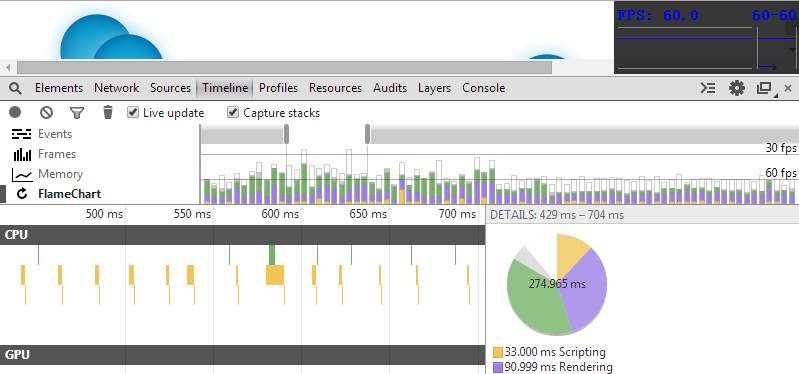 FPS: 60.0 60-60
Elements Network Sources Timeline Profiles Resources Audits Layers Console
Live update Capture stacks
Events
Frames
Memory
FlameChart
30 fps
60 fps
500 ms 550 ms 600 ms 650 ms 700 ms
DETAILS: 429 ms – 704 ms
CPU
274.965 ms
GPU
33.000 ms Scripting
90.999 ms Rendering